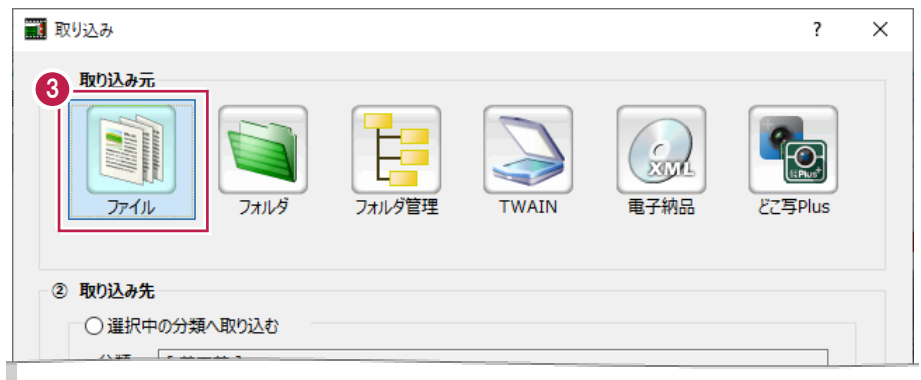 取り込み ? ×
3 取り込み元
ファイル フォルダ フォルダ管理 TWAIN 電子納品 どこ写Plus
XML
Plus+
② 取り込み先
選択中の分類へ取り込む